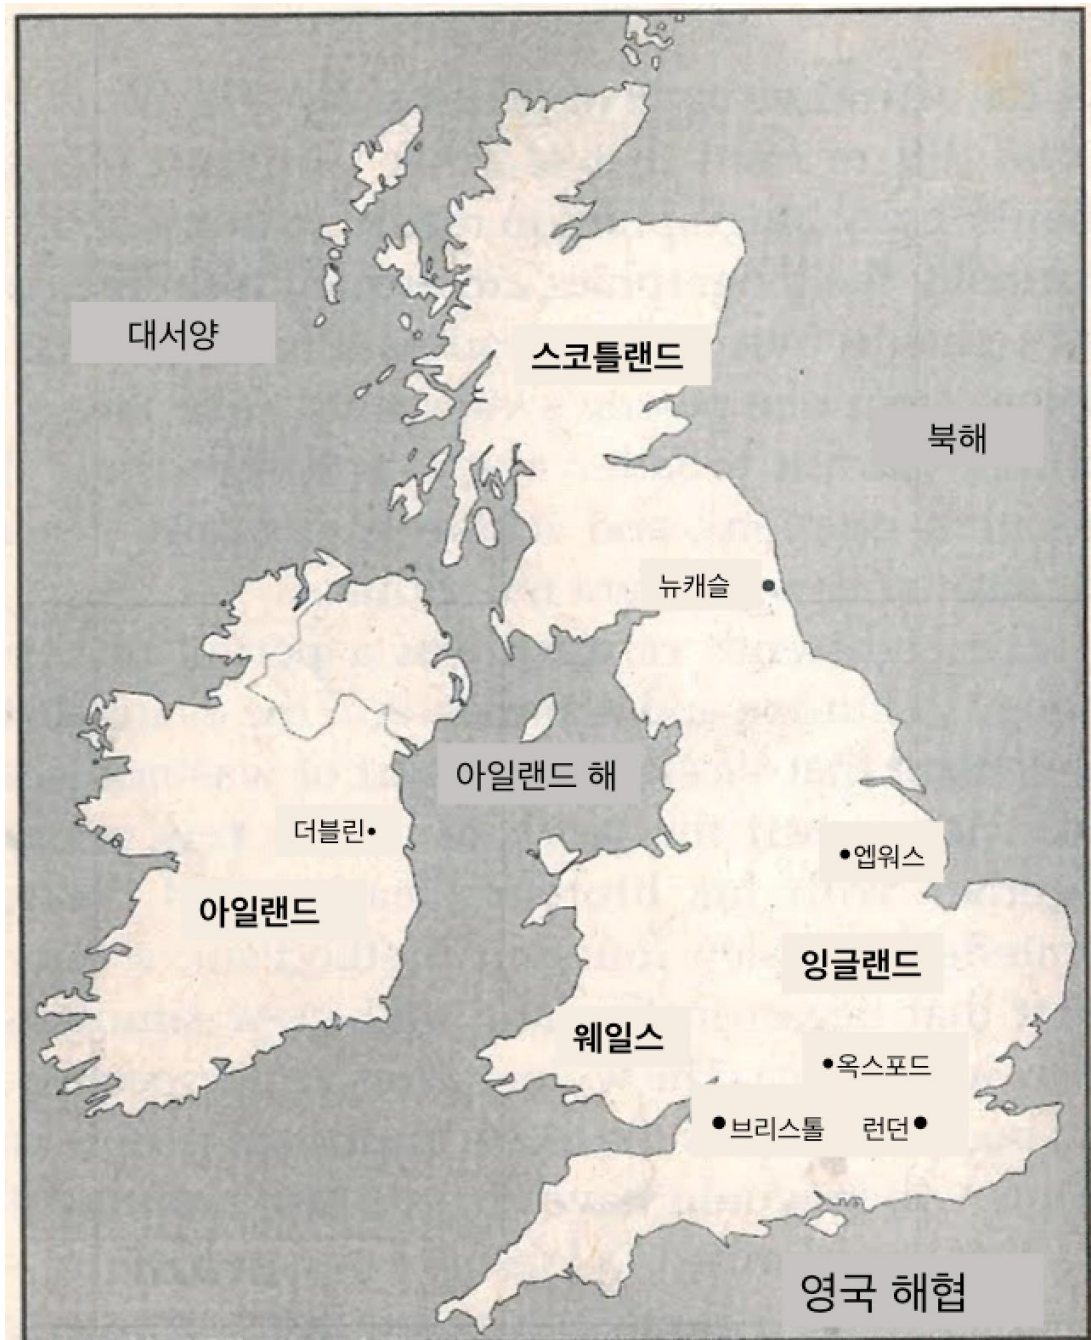 대서양
스코틀랜드
북해
뉴캐슬
아일랜드 해
더블린
엡워스
아일랜드
잉글랜드
웨일스
옥스포드
브리스톨 런던
영국 해협